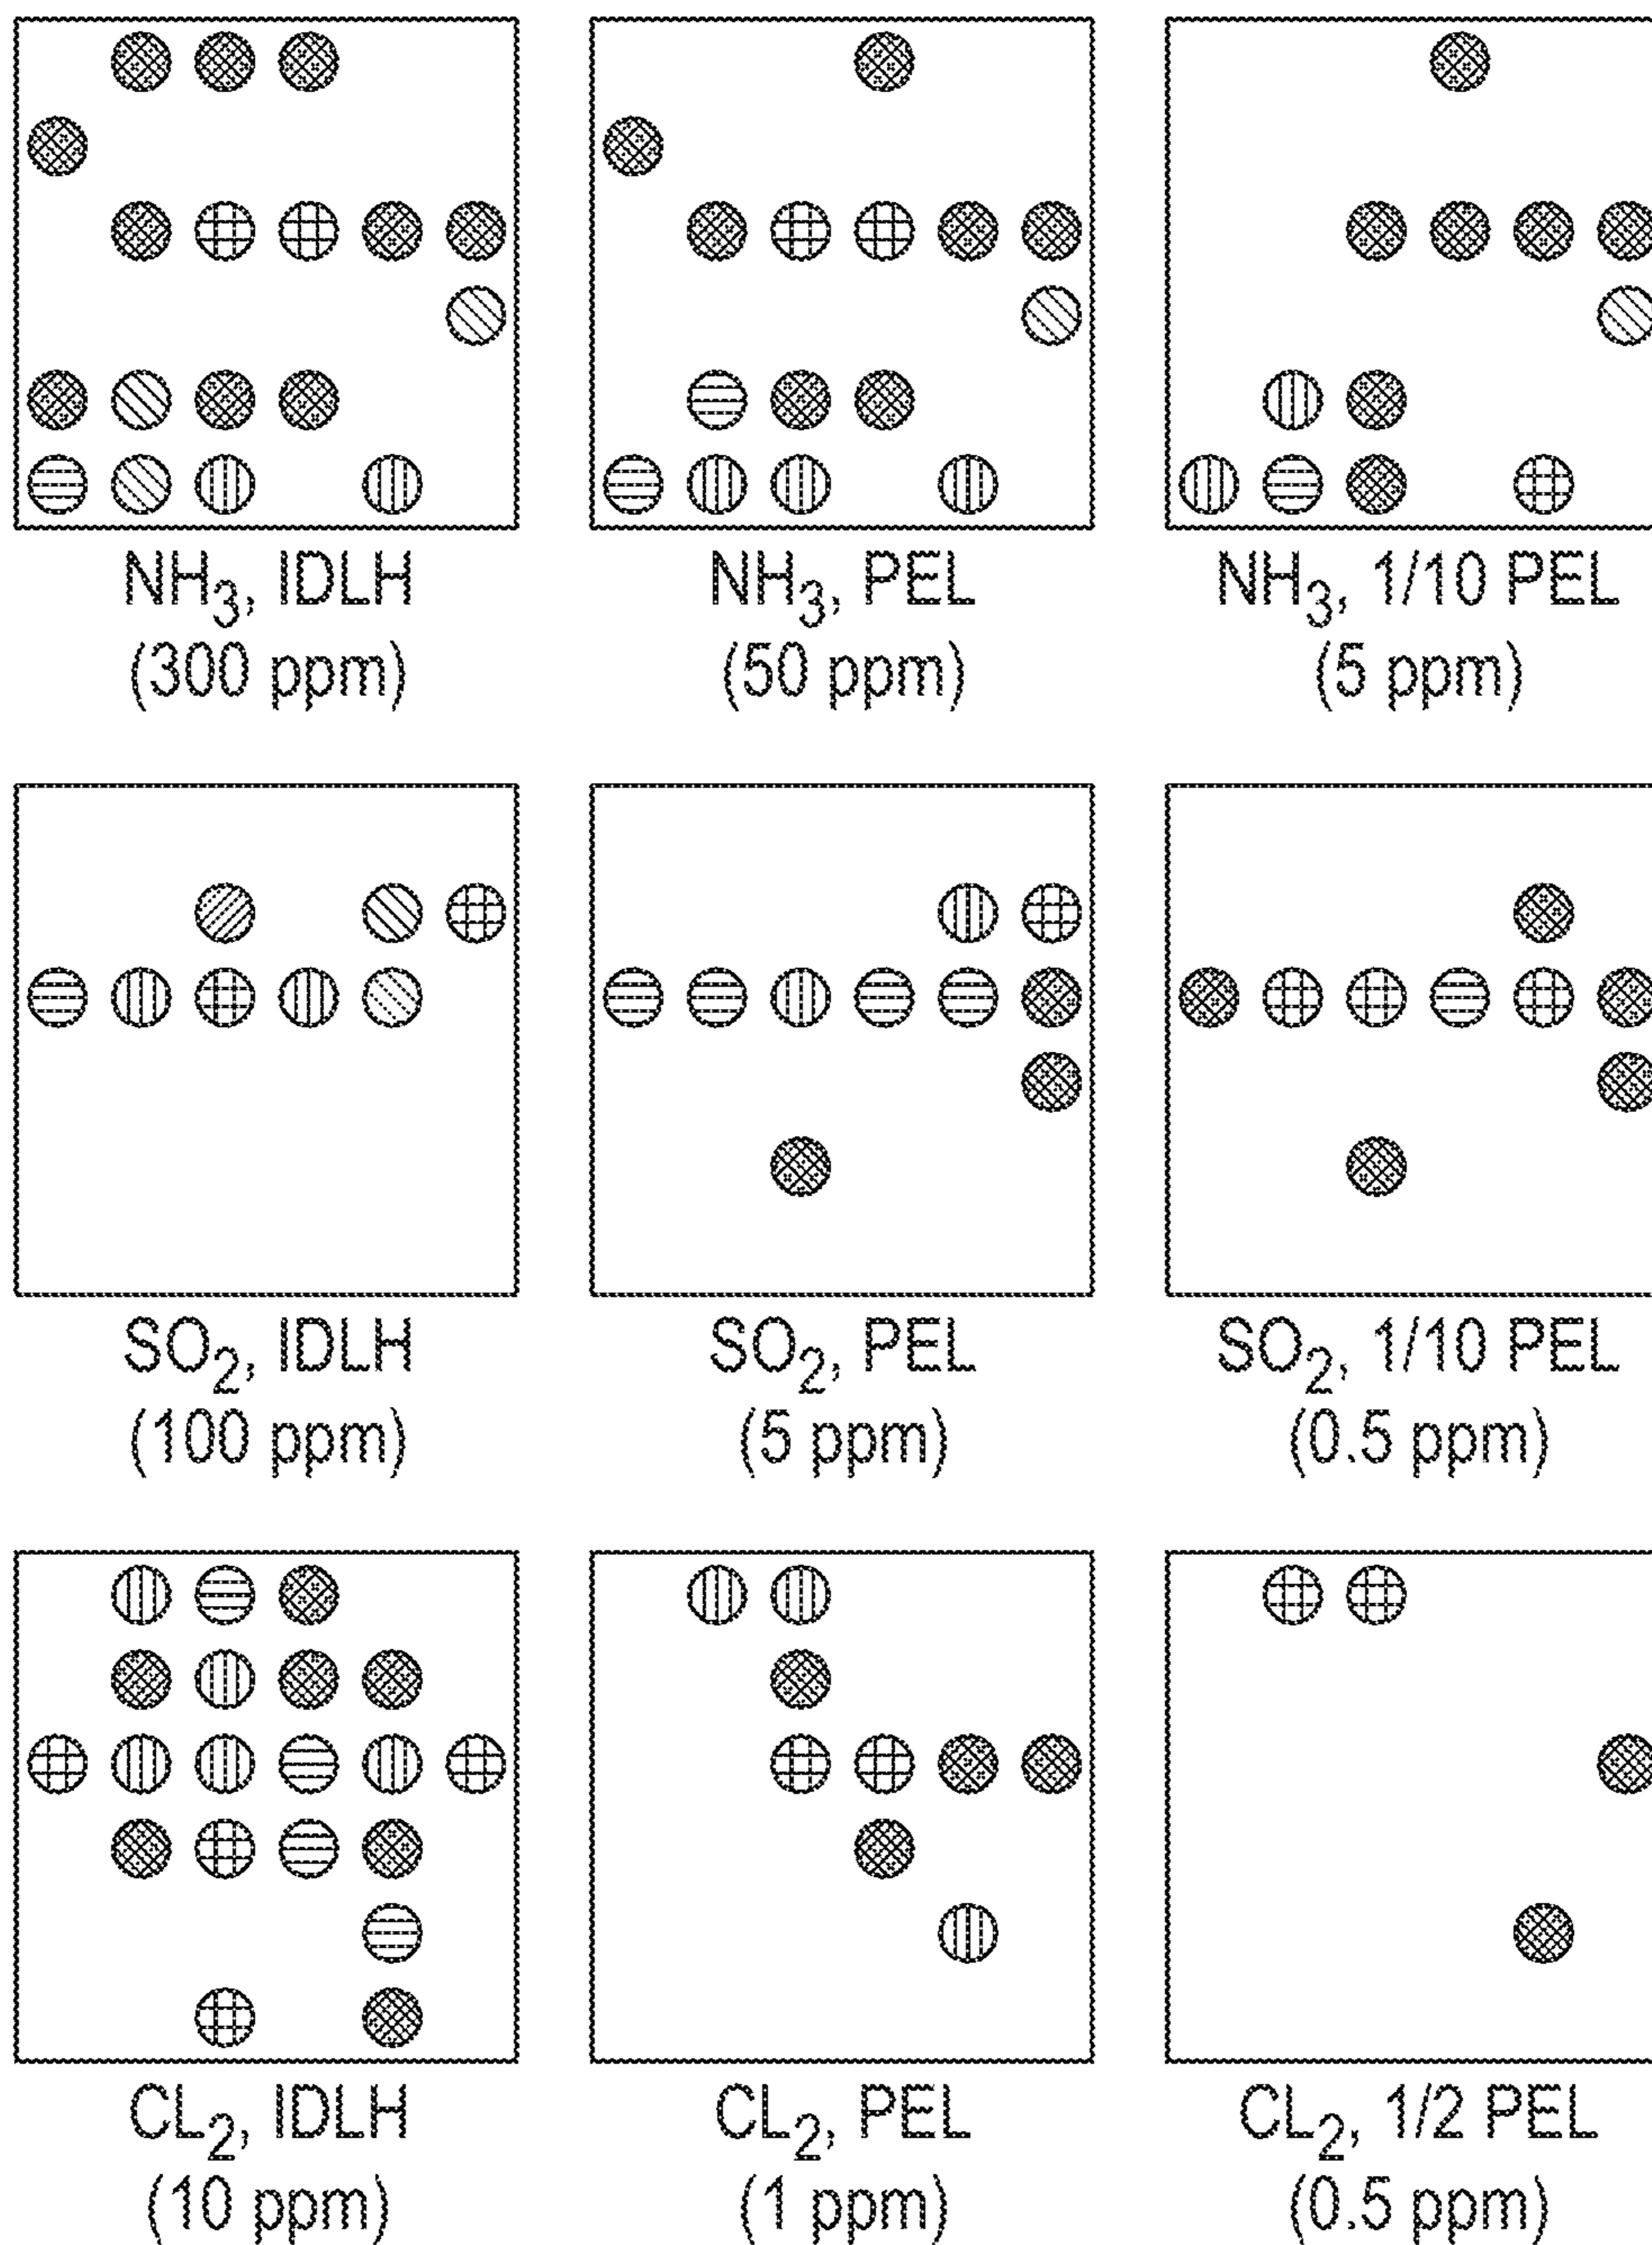 NH3, IDLH
(300 ppm)
NH3, PEL
(50 ppm)
NH3, 1/10 PEL
(5 ppm)
SO2, IDLH
(100 ppm)
SO2, PEL
(5 ppm)
SO2, 1/10 PEL
(0.5 ppm)
CL2, IDLH
(10 ppm)
CL2, PEL
(1 ppm)
CL2, 1/2 PEL
(0.5 ppm)